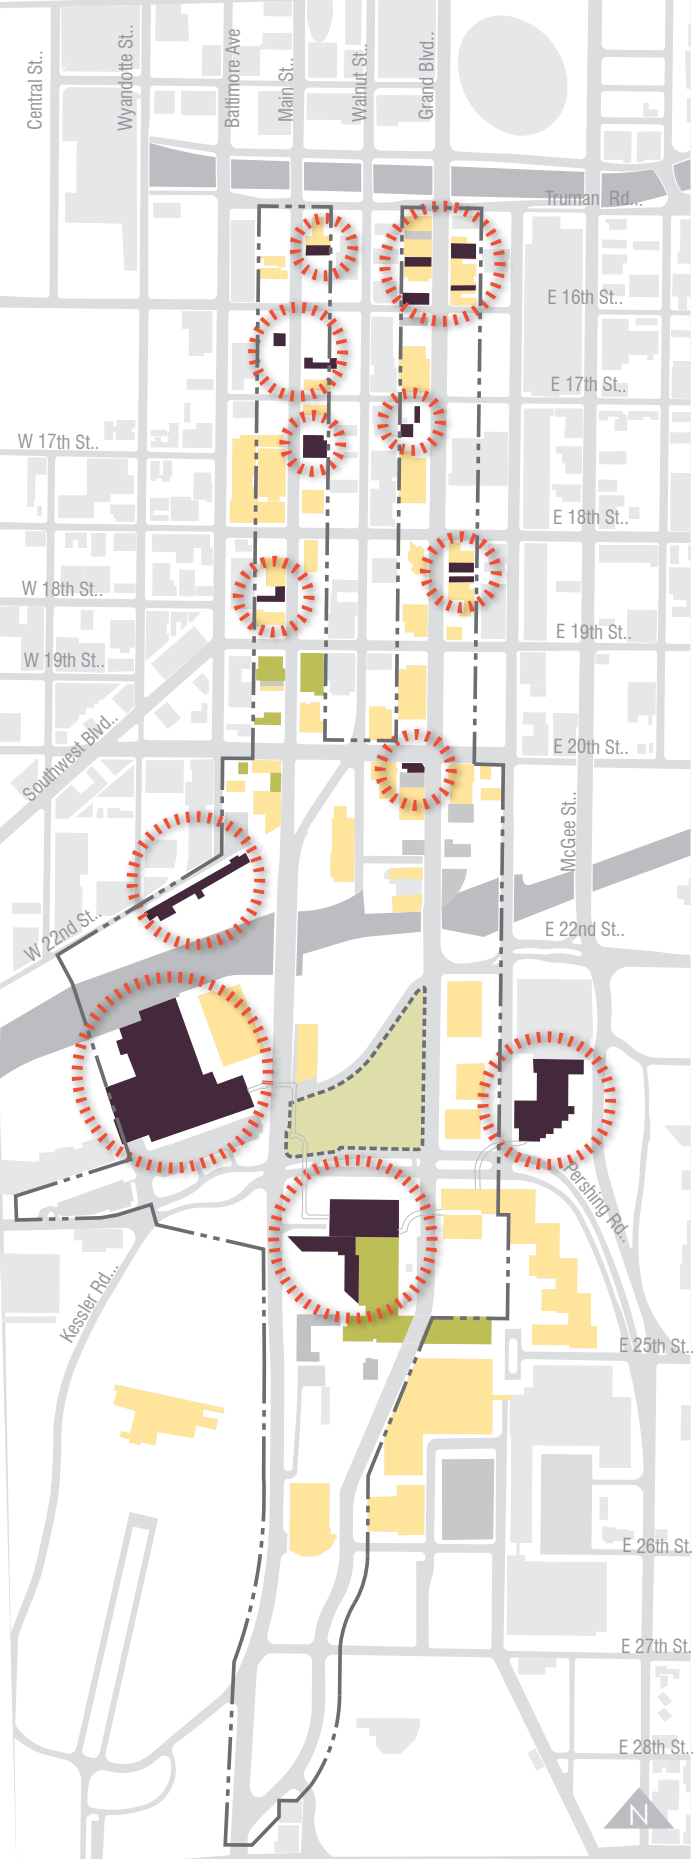 Central St..
Wyandotte St..
Baltimore Ave
Main St..
Walnut St..
Grand Blvd..
Truman Rd...
E 16th St..
E 17th St..
W 17th St..
E 18th St..
W 18th St..
E 19th St..
W 19th St..
E 20th St..
Southwest Blvd..
McGee St..
E 22nd St..
W 22nd St..
Pershing Rd...
Kessler Rd...
E 25th St..
E 26th St..
E 27th St..
E 28th St..
N